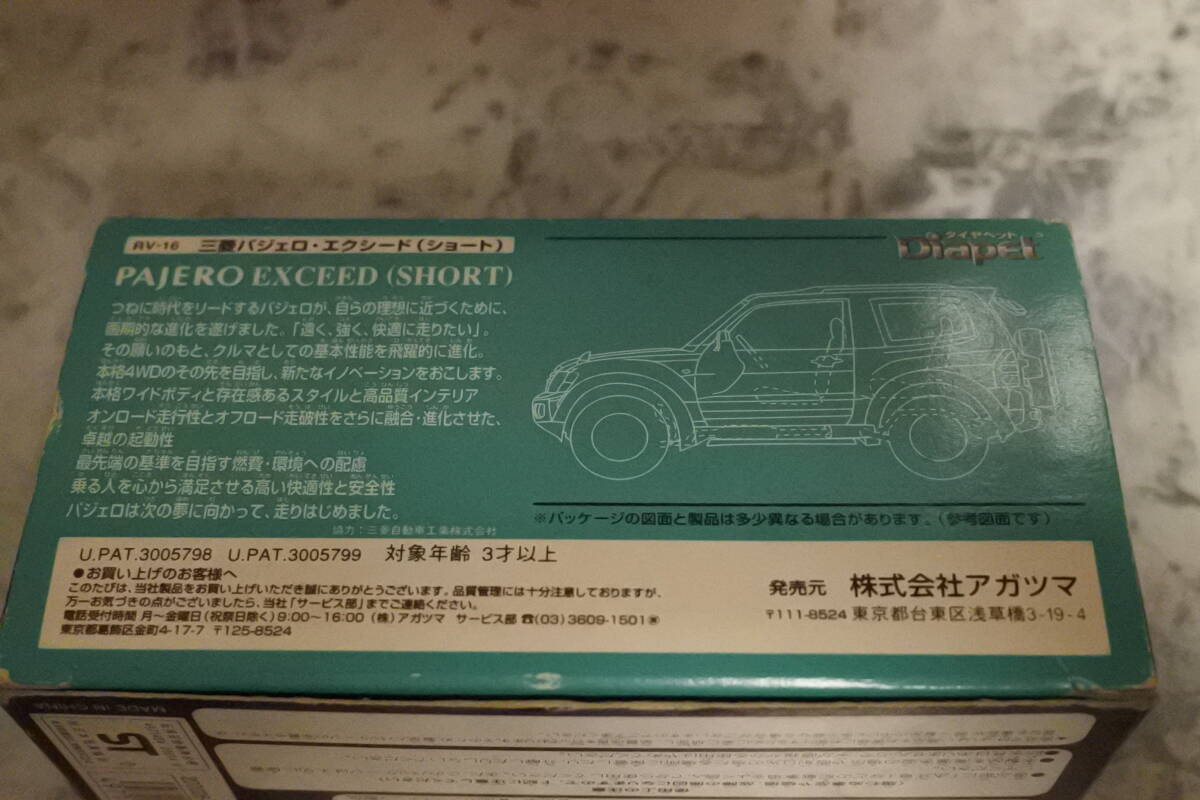 RV-16 三菱パジェロ・エクシード(ショート)
PAJERO EXCEED (SHORT)
つねに時代をリードするパジェロが、自らの理想に近づくために、
画期的な進化を遂げました。「遠く、強く、快適に走りたい」。
その願いのもと、クルマとしての基本性能を飛躍的に進化。
本格4WDのその先を目指し、新たなイノベーションをおこします。
本格ワイドボディと存在感あるスタイルと高品質インテリア
オンロード走行性とオフロード走破性をさらに融合・進化させた、
卓越の起動性
最先端の基準を目指す燃費・環境への配慮
乗る人を心から満足させる高い快適性と安全性
パジェロは次の夢に向かって、走りはじめました。
協力:三菱自動車工業株式会社
ダイヤペット
Diapet
※パッケージの図面と製品は多少異なる場合があります。(参考図面です)
U.PAT.3005798 U.PAT.3005799 対象年齢 3才以上
●お買い上げのお客様へ
このたびは、当社製品をお買い上げいただき誠にありがとうございます。品質管理には十分注意しておりますが、
万一お気づきの点がございましたら、当社「サービス部」までご連絡ください。
電話受付時間 月〜金曜日(祝祭日除く)9:00〜16:00 (株)アガツマ サービス部 ☎(03)3609-1501
東京都葛飾区金町4-17-7 〒125-8524
発売元 株式会社アガツマ
〒111-8524 東京都台東区浅草橋3-19-4
MADE IN CHINA
ST
使用上の注意